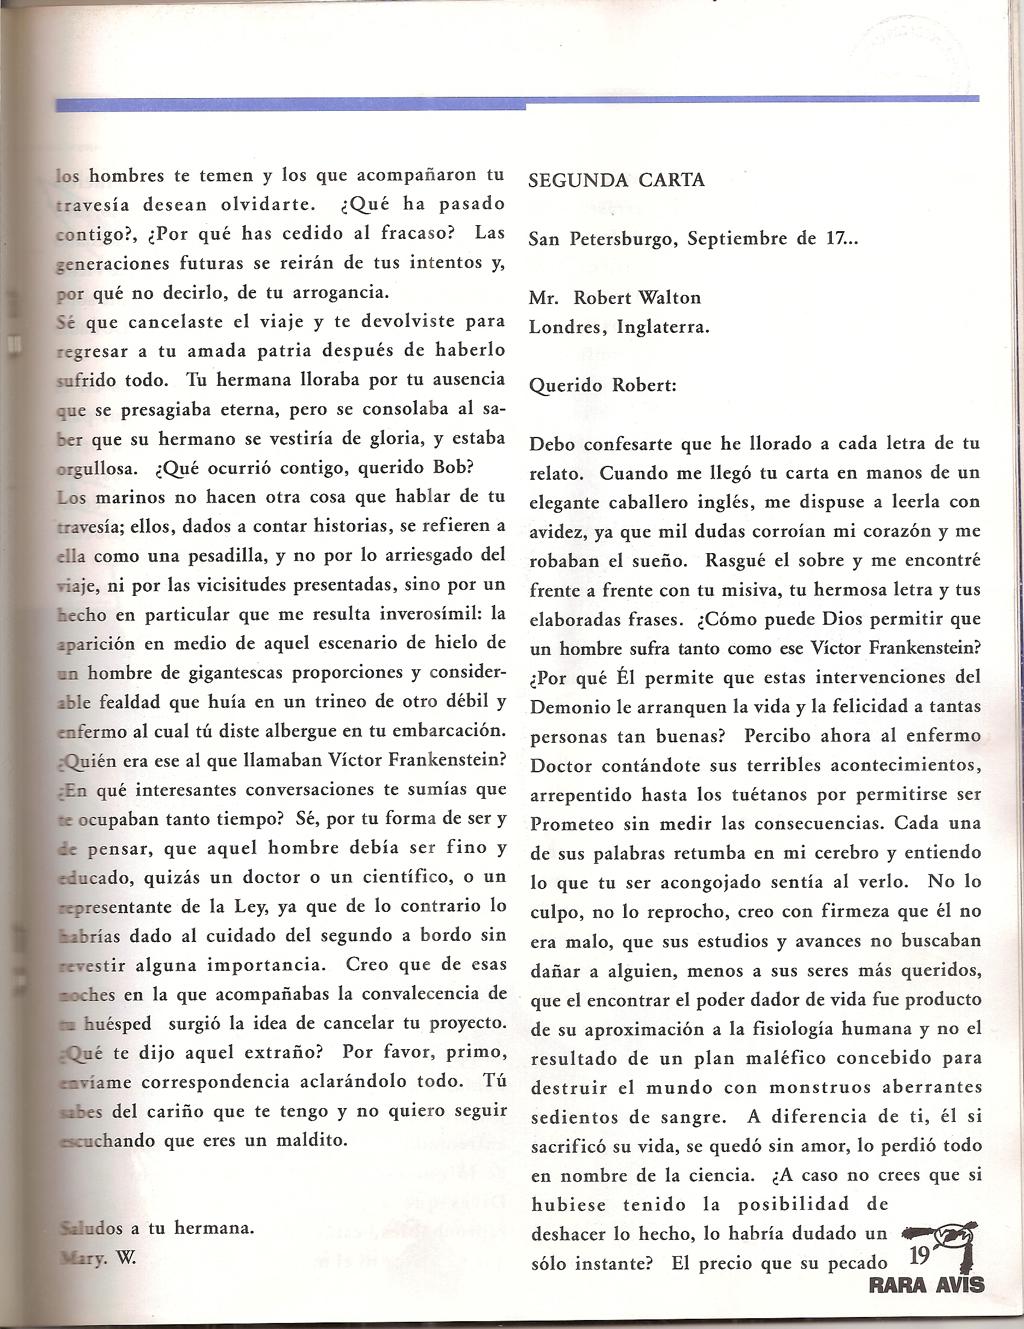 los hombres te temen y los que acompañaron tu
travesía desean olvidarte. ¿Qué ha pasado
contigo?, ¿Por qué has cedido al fracaso? Las
generaciones futuras se reirán de tus intentos y,
por qué no decirlo, de tu arrogancia.
Sé que cancelaste el viaje y te devolviste para
regresar a tu amada patria después de haberlo
sufrido todo. Tu hermana lloraba por tu ausencia
que se presagiaba eterna, pero se consolaba al sa-
ber que su hermano se vestiría de gloria, y estaba
orgullosa. ¿Qué ocurrió contigo, querido Bob?
Los marinos no hacen otra cosa que hablar de tu
travesía; ellos, dados a contar historias, se refieren a
ella como una pesadilla, y no por lo arriesgado del
viaje, ni por las vicisitudes presentadas, sino por un
hecho en particular que me resulta inverosímil: la
aparición en medio de aquel escenario de hielo de
un hombre de gigantescas proporciones y consider-
able fealdad que huía en un trineo de otro débil y
enfermo al cual tú diste albergue en tu embarcación.
¿Quién era ese al que llamaban Víctor Frankenstein?
¿En qué interesantes conversaciones te sumías que
te ocupaban tanto tiempo? Sé, por tu forma de ser y
de pensar, que aquel hombre debía ser fino y
educado, quizás un doctor o un científico, o un
representante de la Ley, ya que de lo contrario lo
habrías dado al cuidado del segundo a bordo sin
revestir alguna importancia. Creo que de esas
noches en la que acompañabas la convalecencia de
tu huésped surgió la idea de cancelar tu proyecto.
¿Qué te dijo aquel extraño? Por favor, primo,
envíame correspondencia aclarándolo todo. Tú
sabes del cariño que te tengo y no quiero seguir
escuchando que eres un maldito.
Saludos a tu hermana.
Mary. W.
SEGUNDA CARTA
San Petersburgo, Septiembre de 17...
Mr. Robert Walton
Londres, Inglaterra.
Querido Robert:
Debo confesarte que he llorado a cada letra de tu
relato. Cuando me llegó tu carta en manos de un
elegante caballero inglés, me dispuse a leerla con
avidez, ya que mil dudas corroían mi corazón y me
robaban el sueño. Rasgué el sobre y me encontré
frente a frente con tu misiva, tu hermosa letra y tus
elaboradas frases. ¿Cómo puede Dios permitir que
un hombre sufra tanto como ese Víctor Frankenstein?
¿Por qué Él permite que estas intervenciones del
Demonio le arranquen la vida y la felicidad a tantas
personas tan buenas? Percibo ahora al enfermo
Doctor contándote sus terribles acontecimientos,
arrepentido hasta los tuétanos por permitirse ser
Prometeo sin medir las consecuencias. Cada una
de sus palabras retumba en mi cerebro y entiendo
lo que tu ser acongojado sentía al verlo. No lo
culpo, no lo reprocho, creo con firmeza que él no
era malo, que sus estudios y avances no buscaban
dañar a alguien, menos a sus seres más queridos,
que el encontrar el poder dador de vida fue producto
de su aproximación a la fisiología humana y no el
resultado de un plan maléfico concebido para
destruir el mundo con monstruos aberrantes
sedientos de sangre. A diferencia de ti, él si
sacrificó su vida, se quedó sin amor, lo perdió todo
en nombre de la ciencia. ¿A caso no crees que si
hubiese tenido la posibilidad de
deshacer lo hecho, lo habría dudado un
sólo instante? El precio que su pecado
19
RARA AVIS